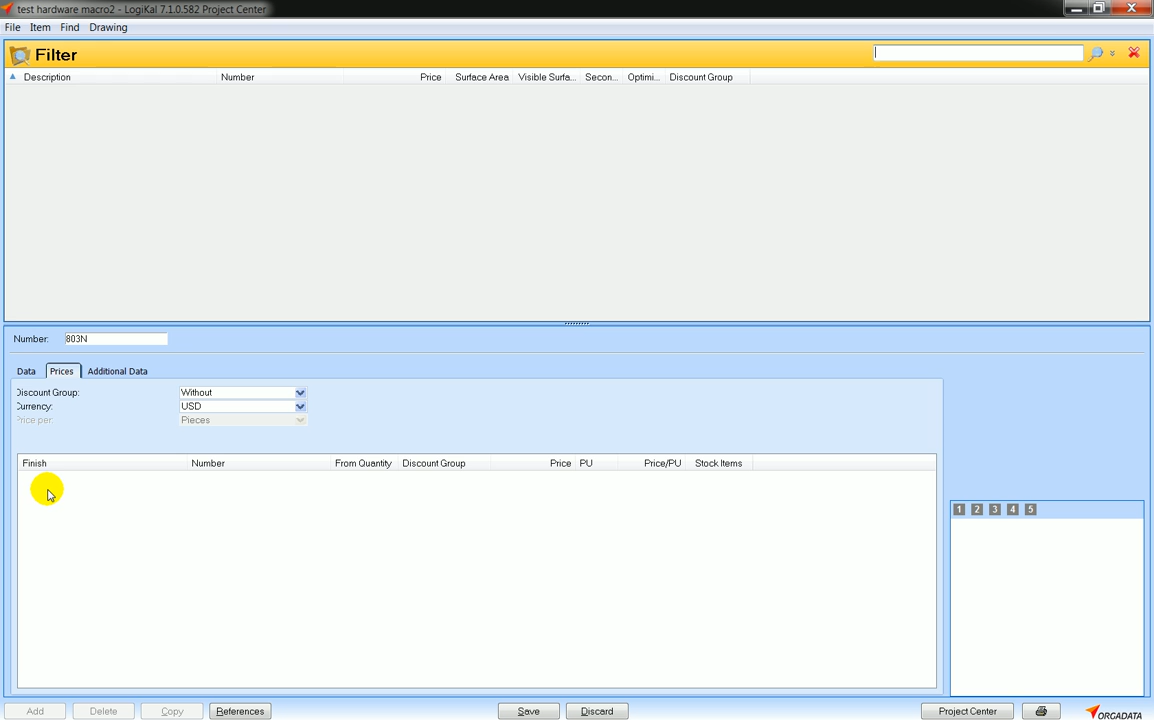 test hardware macro2 - LogiKal 7.1.0.582 Project Center
File Item Find Drawing
Filter
Description Number Price Surface Area Visible Surfa... Secon... Optimi... Discount Group
Number: 803N
Data Prices Additional Data
Discount Group: Without
Currency: USD
Price per: Pieces
Finish Number From Quantity Discount Group Price PU Price/PU Stock Items
1 2 3 4 5
Add Delete Copy References Save Discard Project Center ORGADATA